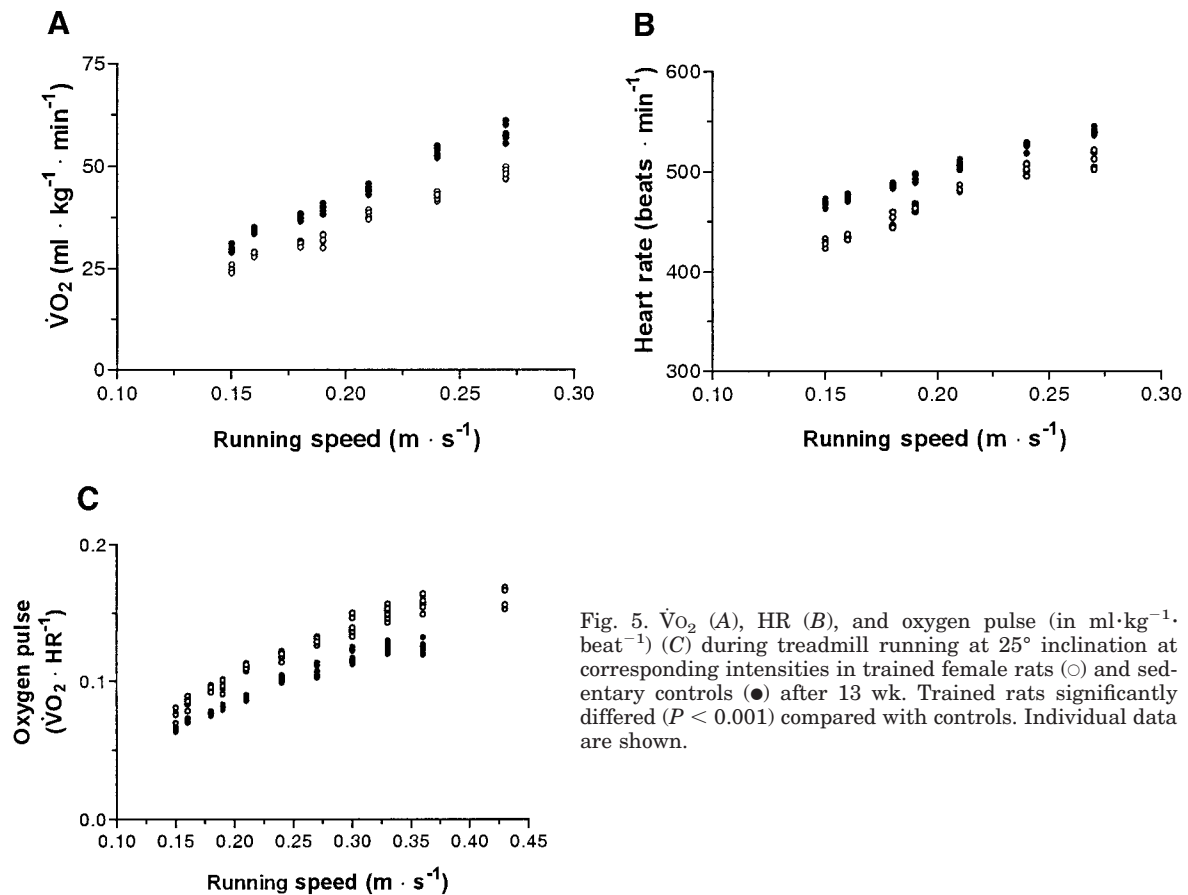 A
75
50
25
0
V̇O₂ (ml · kg⁻¹ · min⁻¹)
0.10 0.15 0.20 0.25 0.30
Running speed (m · s⁻¹)
B
600
500
400
300
Heart rate (beats · min⁻¹)
0.10 0.15 0.20 0.25 0.30
Running speed (m · s⁻¹)
C
0.2
0.1
0.0
Oxygen pulse
(V̇O₂ · HR⁻¹)
0.10 0.15 0.20 0.25 0.30 0.35 0.40 0.45
Running speed (m · s⁻¹)
Fig. 5. V̇O₂ (A), HR (B), and oxygen pulse (in ml·kg⁻¹·
beat⁻¹) (C) during treadmill running at 25° inclination at
corresponding intensities in trained female rats (○) and sed-
entary controls (●) after 13 wk. Trained rats significantly
differed (P < 0.001) compared with controls. Individual data
are shown.